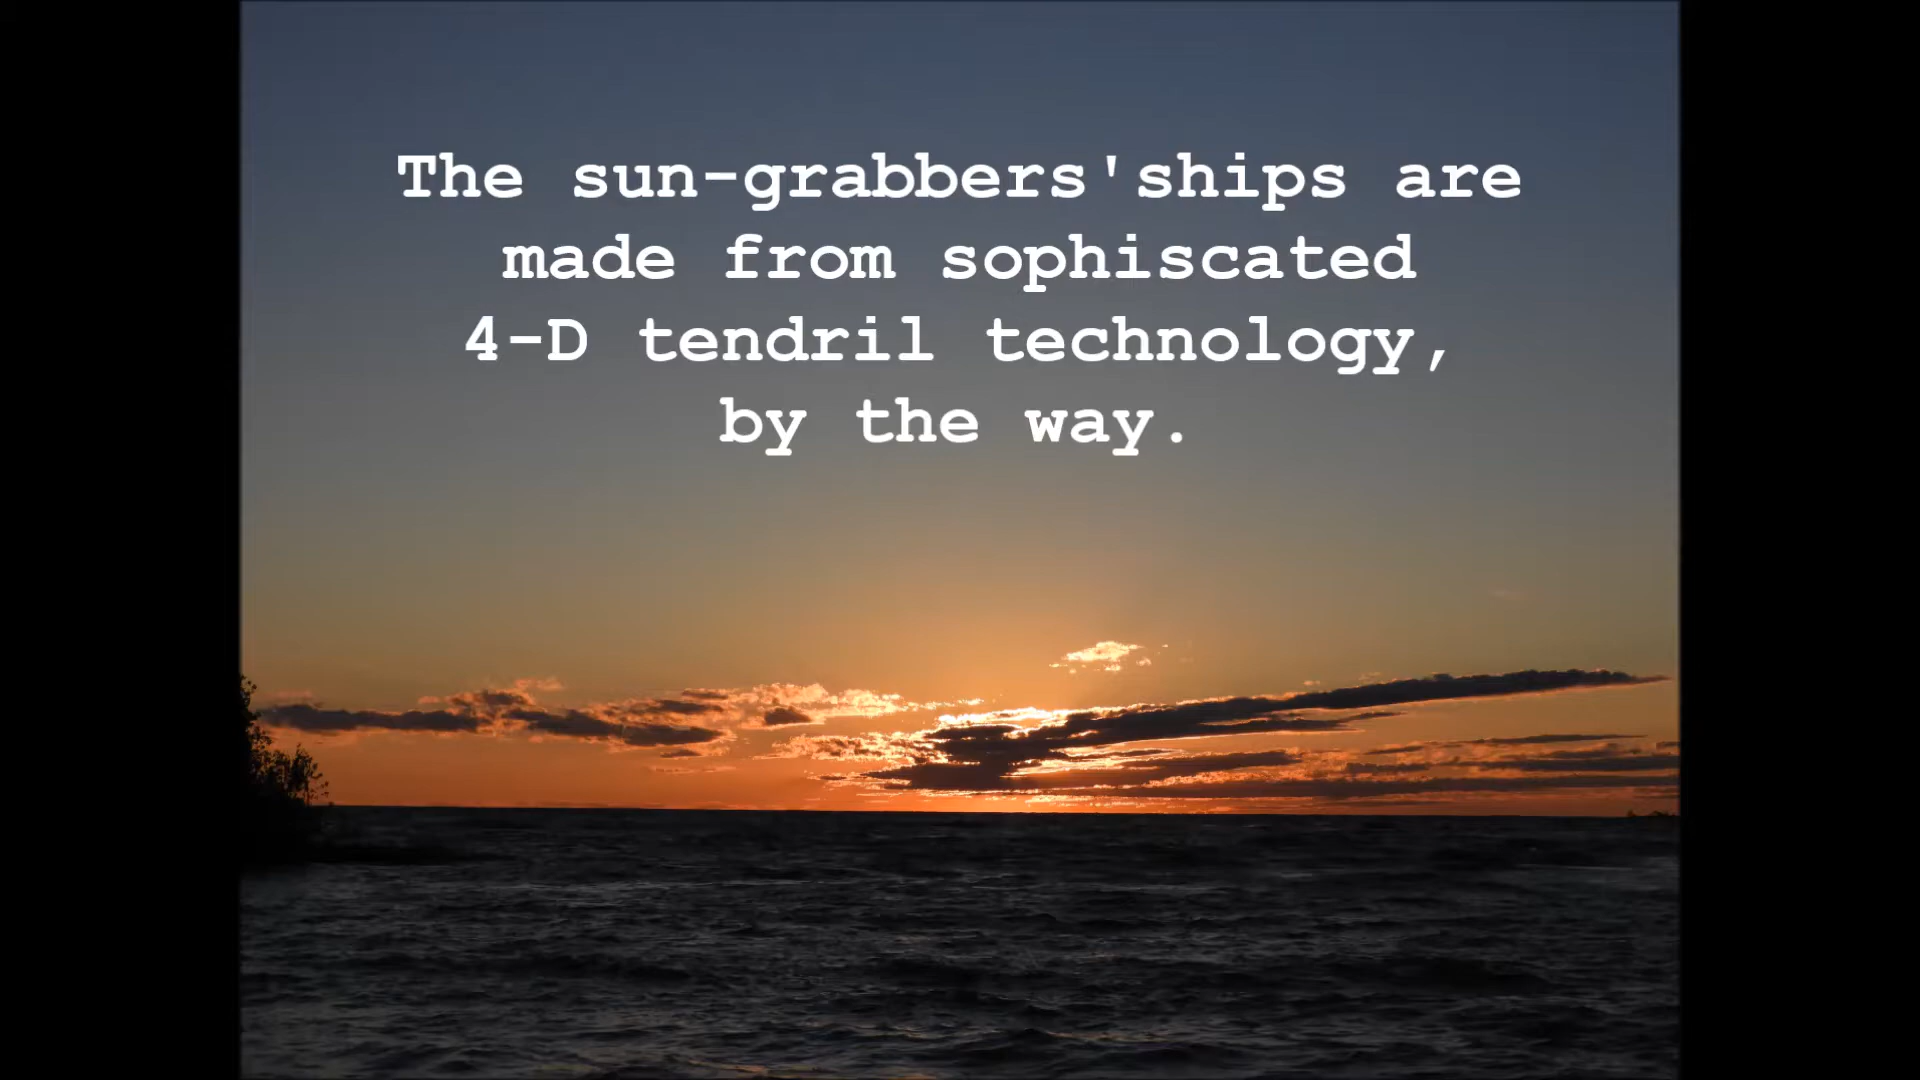 The sun-grabbers'ships are
made from sophiscated
4-D tendril technology,
by the way.